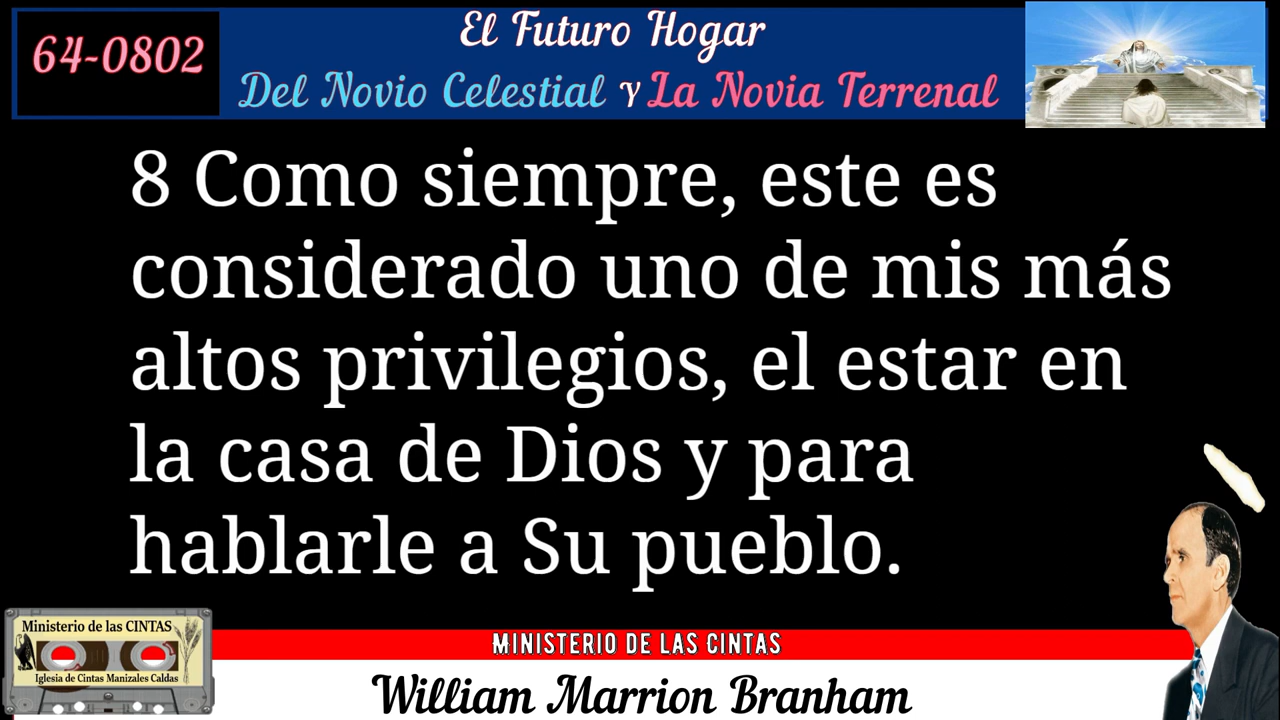 64-0802
El Futuro Hogar
Del Novio Celestial Y La Novia Terrenal
8 Como siempre, este es
considerado uno de mis más
altos privilegios, el estar en
la casa de Dios y para
hablarle a Su pueblo.
Ministerio de las CINTAS
Iglesia de Cintas Manizales Caldas
MINISTERIO DE LAS CINTAS
William Marrion Branham